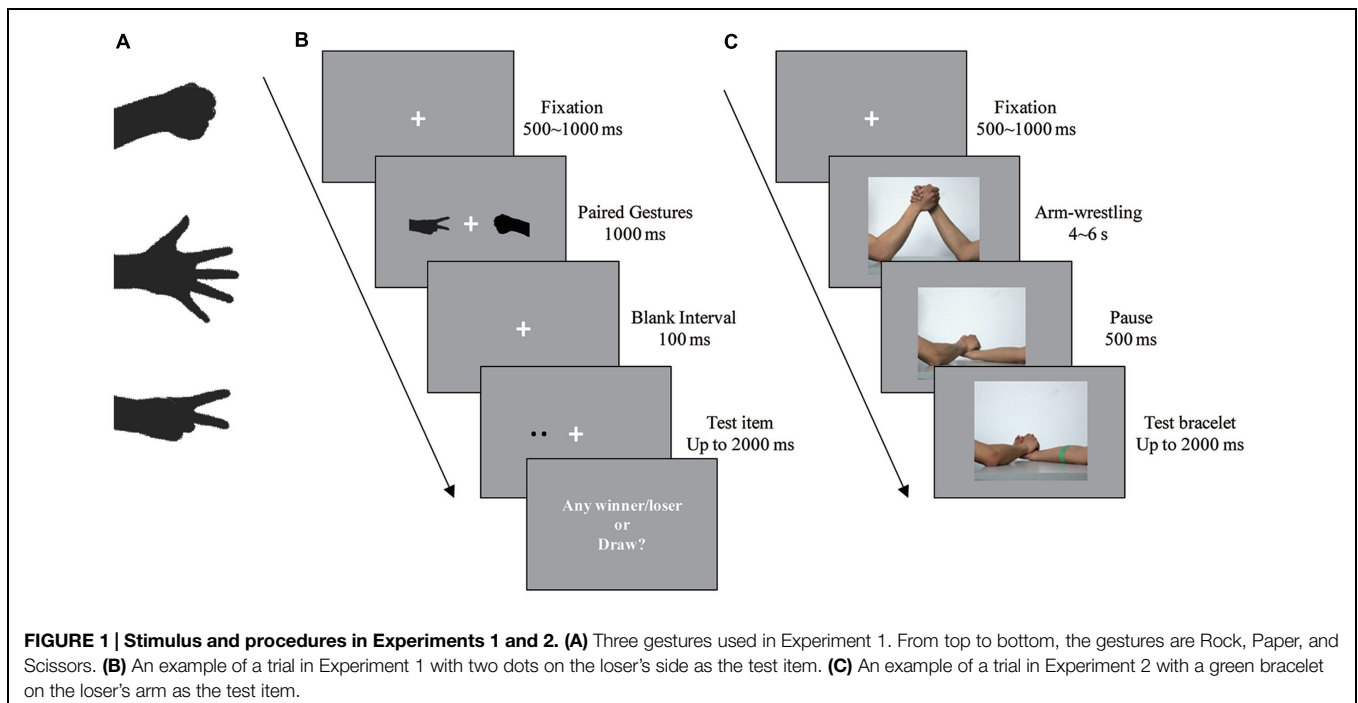 A
B
C
Fixation
500~1000 ms
Paired Gestures
1000 ms
Blank Interval
100 ms
Test item
Up to 2000 ms
Any winner/loser
or
Draw?
Fixation
500~1000 ms
Arm-wrestling
4~6 s
Pause
500 ms
Test bracelet
Up to 2000 ms
FIGURE 1 | Stimulus and procedures in Experiments 1 and 2. (A) Three gestures used in Experiment 1. From top to bottom, the gestures are Rock, Paper, and
Scissors. (B) An example of a trial in Experiment 1 with two dots on the loser's side as the test item. (C) An example of a trial in Experiment 2 with a green bracelet
on the loser's arm as the test item.